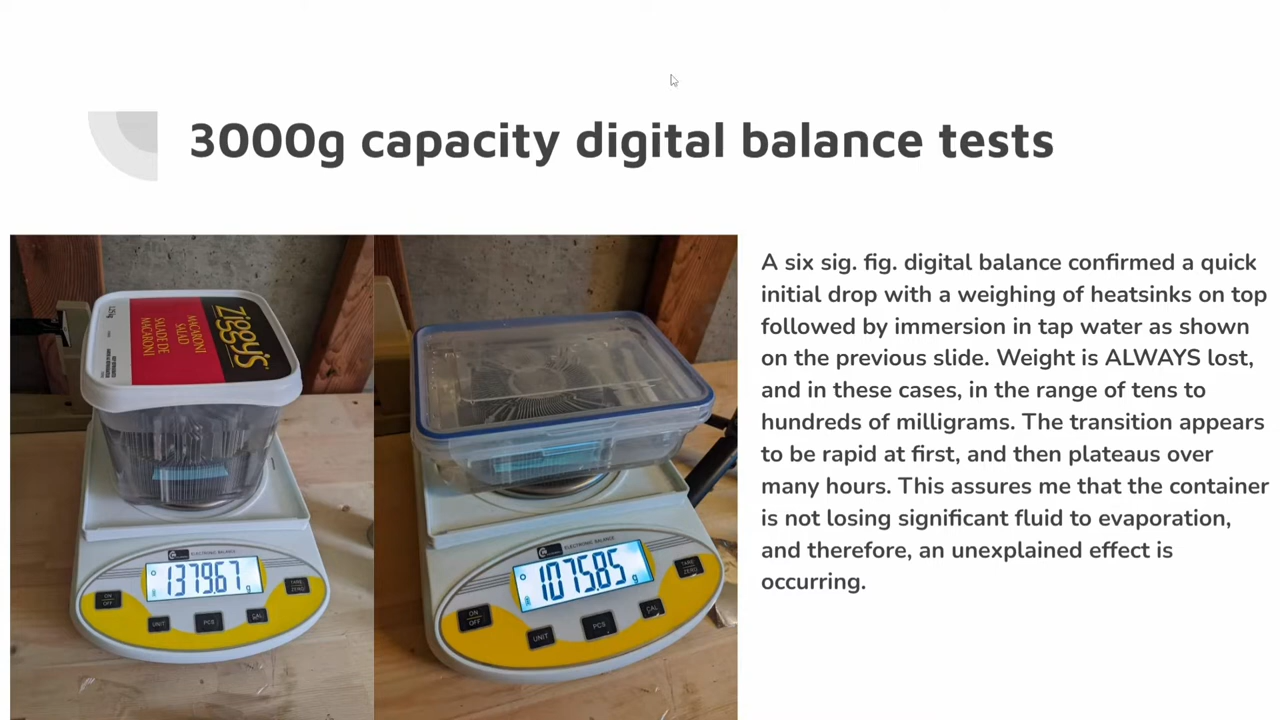 3000g capacity digital balance tests
Ziggy's
MACARONI
SALAD
SALADE DE
MACARONI
ELECTRONIC BALANCE
1379.67 g
ON
OFF
TARE
ZERO
UNIT
PCS
CAL
ELECTRONIC BALANCE
1075.85 g
ON
OFF
TARE
ZERO
UNIT
PCS
CAL
A six sig. fig. digital balance confirmed a quick
initial drop with a weighing of heatsinks on top
followed by immersion in tap water as shown
on the previous slide. Weight is ALWAYS lost,
and in these cases, in the range of tens to
hundreds of milligrams. The transition appears
to be rapid at first, and then plateaus over
many hours. This assures me that the container
is not losing significant fluid to evaporation,
and therefore, an unexplained effect is
occurring.